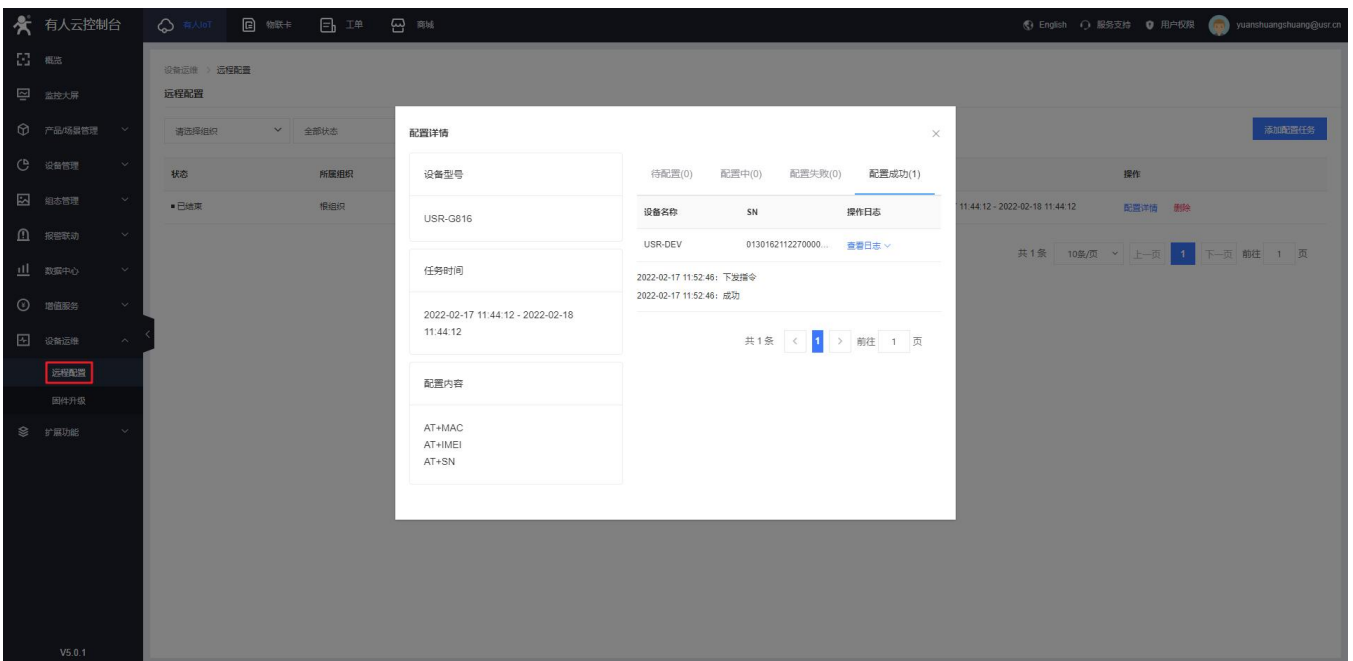 有人云控制台
有人IoT
物联卡
工单
商城
English
服务支持
用户权限
yuanshuangshuang@usr.cn
概览
监控大屏
产品/场景管理
设备管理
组态管理
报警联动
数据中心
增值服务
设备运维
远程配置
固件升级
扩展功能
V5.0.1
设备运维 > 远程配置
远程配置
请选择组织
全部状态
添加配置任务
状态
所属组织
操作
已结束
根组织
11:44:12 - 2022-02-18 11:44:12
配置详情 删除
共 1 条 10条/页 上一页 1 下一页 前往 1 页
配置详情
设备型号
USR-G816
任务时间
2022-02-17 11:44:12 - 2022-02-18
11:44:12
配置内容
AT+MAC
AT+IMEI
AT+SN
待配置(0) 配置中(0) 配置失败(0) 配置成功(1)
设备名称 SN 操作日志
USR-DEV 0130162112270000... 查看日志
2022-02-17 11:52:46: 下发指令
2022-02-17 11:52:46: 成功
共 1 条 < 1 > 前往 1 页